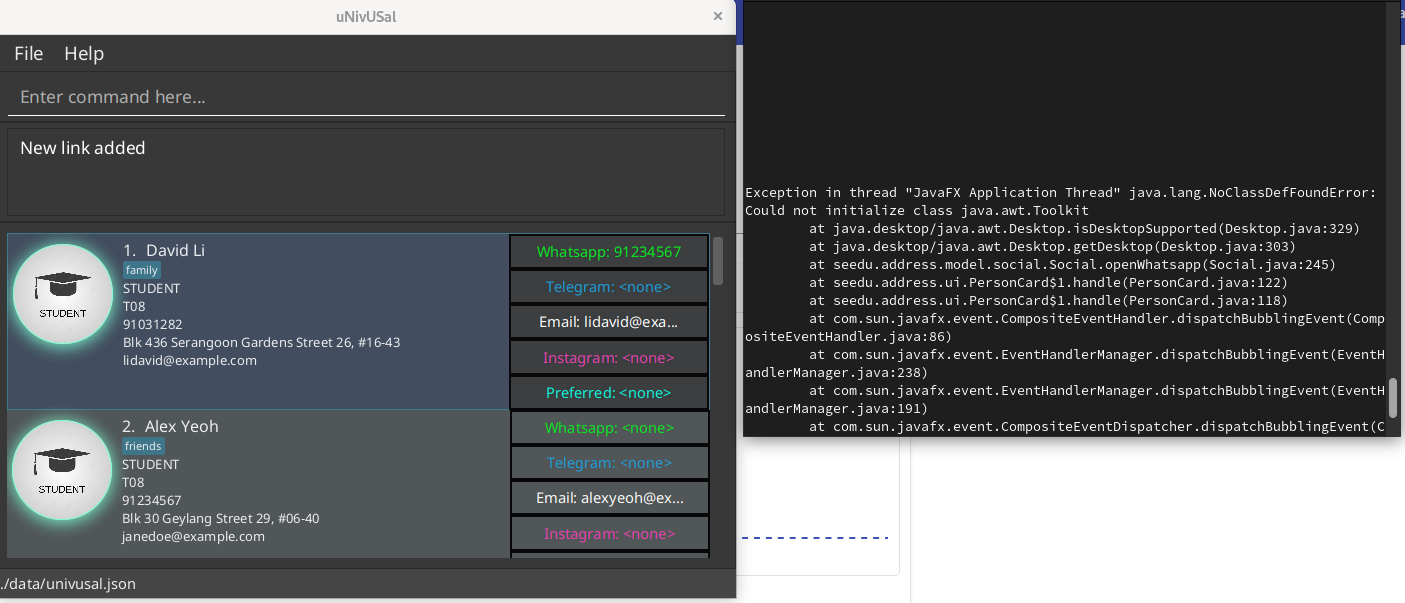 uNivUSal
File Help
Enter command here...
New link added
STUDENT
1. David Li
family
STUDENT
T08
91031282
Blk 436 Serangoon Gardens Street 26, #16-43
lidavid@example.com
Whatsapp: 91234567
Telegram: <none>
Email: lidavid@exa...
Instagram: <none>
Preferred: <none>
STUDENT
2. Alex Yeoh
friends
STUDENT
T08
91234567
Blk 30 Geylang Street 29, #06-40
janedoe@example.com
Whatsapp: <none>
Telegram: <none>
Email: alexyeoh@ex...
Instagram: <none>
./data/univusal.json
Exception in thread "JavaFX Application Thread" java.lang.NoClassDefFoundError:
Could not initialize class java.awt.Toolkit
at java.desktop/java.awt.Desktop.isDesktopSupported(Desktop.java:329)
at java.desktop/java.awt.Desktop.getDesktop(Desktop.java:303)
at seedu.address.model.social.Social.openWhatsapp(Social.java:245)
at seedu.address.ui.PersonCard$1.handle(PersonCard.java:122)
at seedu.address.ui.PersonCard$1.handle(PersonCard.java:118)
at com.sun.javafx.event.CompositeEventHandler.dispatchBubblingEvent(Comp
ositeEventHandler.java:86)
at com.sun.javafx.event.EventHandlerManager.dispatchBubblingEvent(EventH
andlerManager.java:238)
at com.sun.javafx.event.EventHandlerManager.dispatchBubblingEvent(EventH
andlerManager.java:191)
at com.sun.javafx.event.CompositeEventDispatcher.dispatchBubblingEvent(C